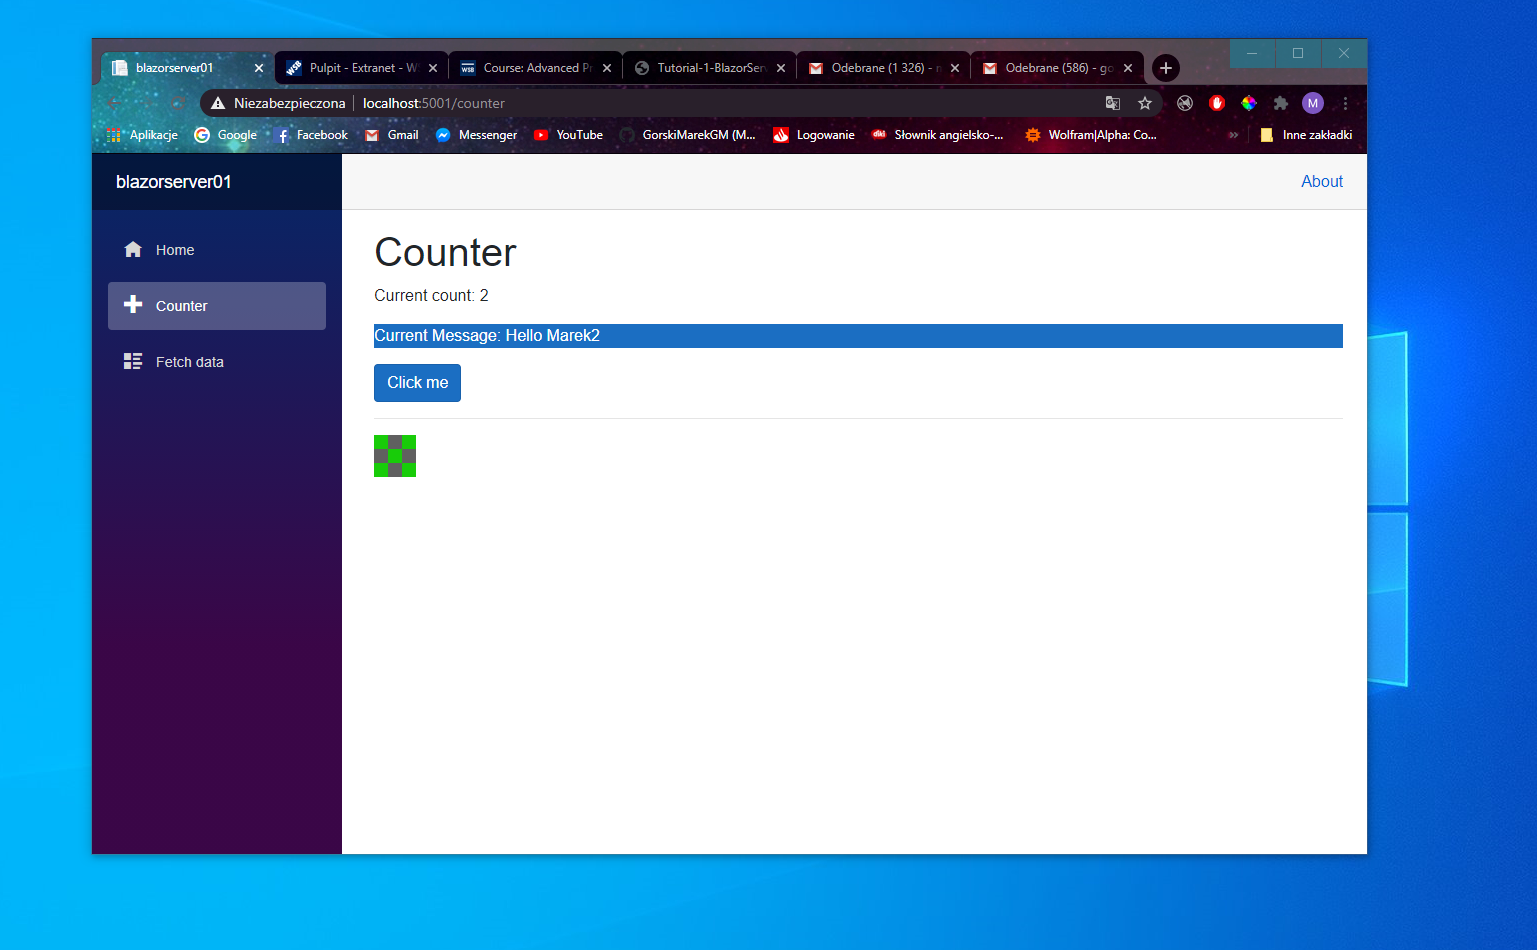 blazorserver01
Pulpit - Extranet - W
Course: Advanced Pr
Tutorial-1-BlazorServ
Odebrane (1 326) - n
Odebrane (586) - go
Niezabezpieczona
localhost:5001/counter
M
Aplikacje
Google
Facebook
Gmail
Messenger
YouTube
GorskiMarekGM (M...
Logowanie
Słownik angielsko-...
Wolfram|Alpha: Co...
»
Inne zakładki
blazorserver01
About
Home
Counter
Fetch data
Counter
Current count: 2
Current Message: Hello Marek2
Click me